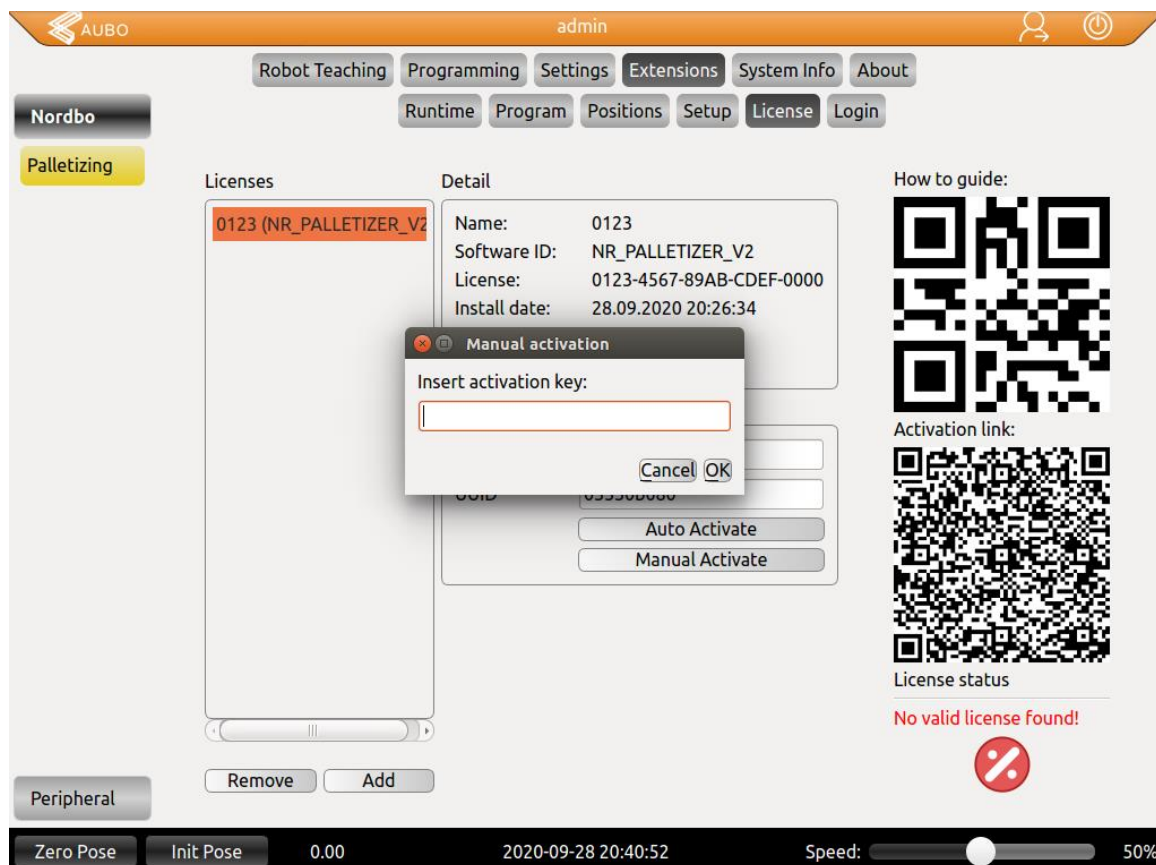 AUBO
admin
Robot Teaching Programming Settings Extensions System Info About
Runtime Program Positions Setup License Login
Nordbo
Palletizing
Licenses
0123 (NR_PALLETIZER_V2
Remove Add
Detail
Name: 0123
Software ID: NR_PALLETIZER_V2
License: 0123-4567-89AB-CDEF-0000
Install date: 28.09.2020 20:26:34
Manual activation
Insert activation key:
Cancel OK
UUID
Auto Activate
Manual Activate
How to guide:
Activation link:
License status
No valid license found!
Peripheral
Zero Pose Init Pose 0.00 2020-09-28 20:40:52 Speed: 50%